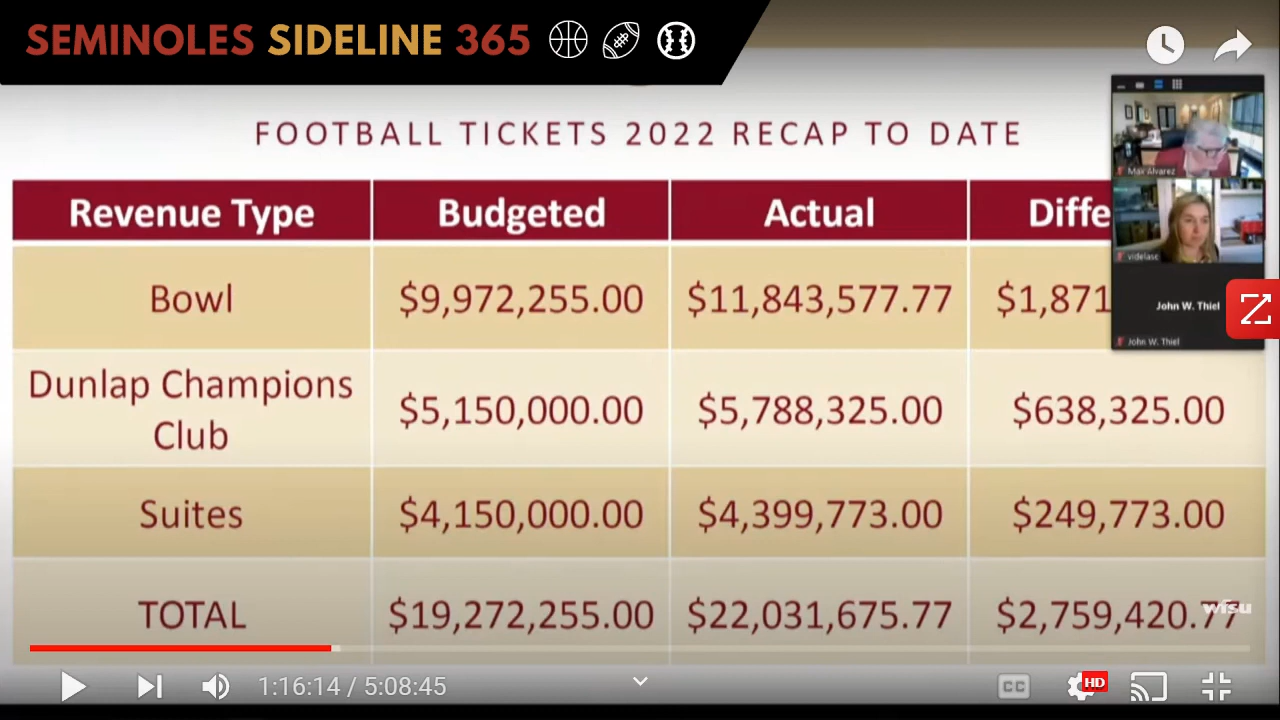 SEMINOLES SIDELINE 365
FOOTBALL TICKETS 2022 RECAP TO DATE
Revenue Type Budgeted Actual Diffe
Bowl $9,972,255.00 $11,843,577.77 $1,871
Dunlap Champions
Club $5,150,000.00 $5,788,325.00 $638,325.00
Suites $4,150,000.00 $4,399,773.00 $249,773.00
TOTAL $19,272,255.00 $22,031,675.77 $2,759,420.77
Max Alvarez
videlasc
John W. Thiel
John W. Thiel
wfsu
1:16:14 / 5:08:45
CC
HD